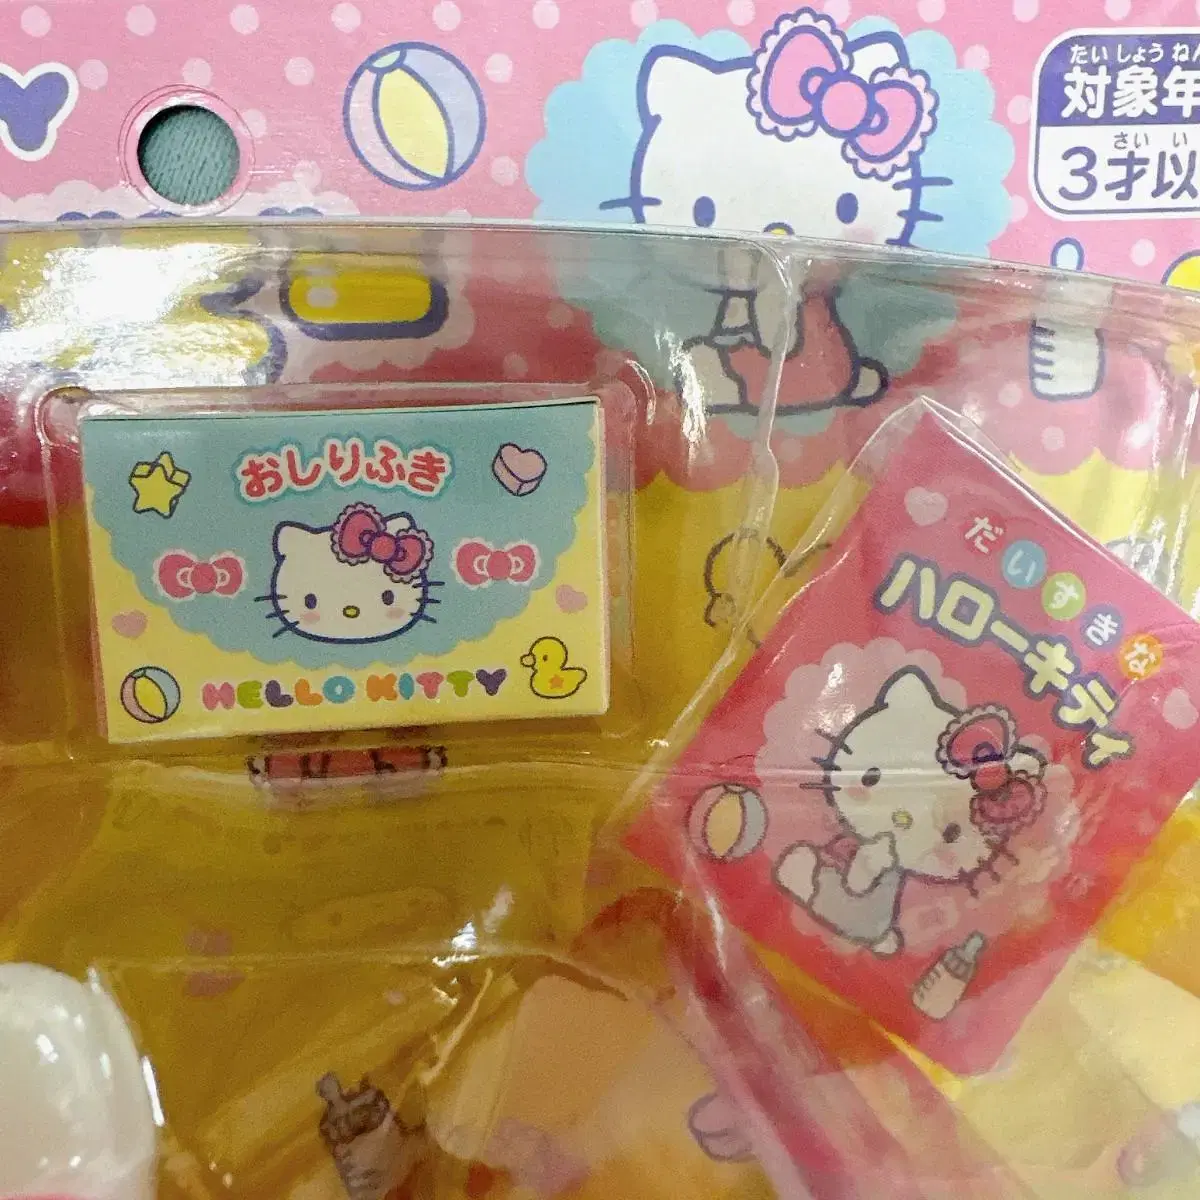 たいしょうねん
対象年
さいい
3才以
おしりふき
HELLO KITTY
だいすきな
ハローキティ